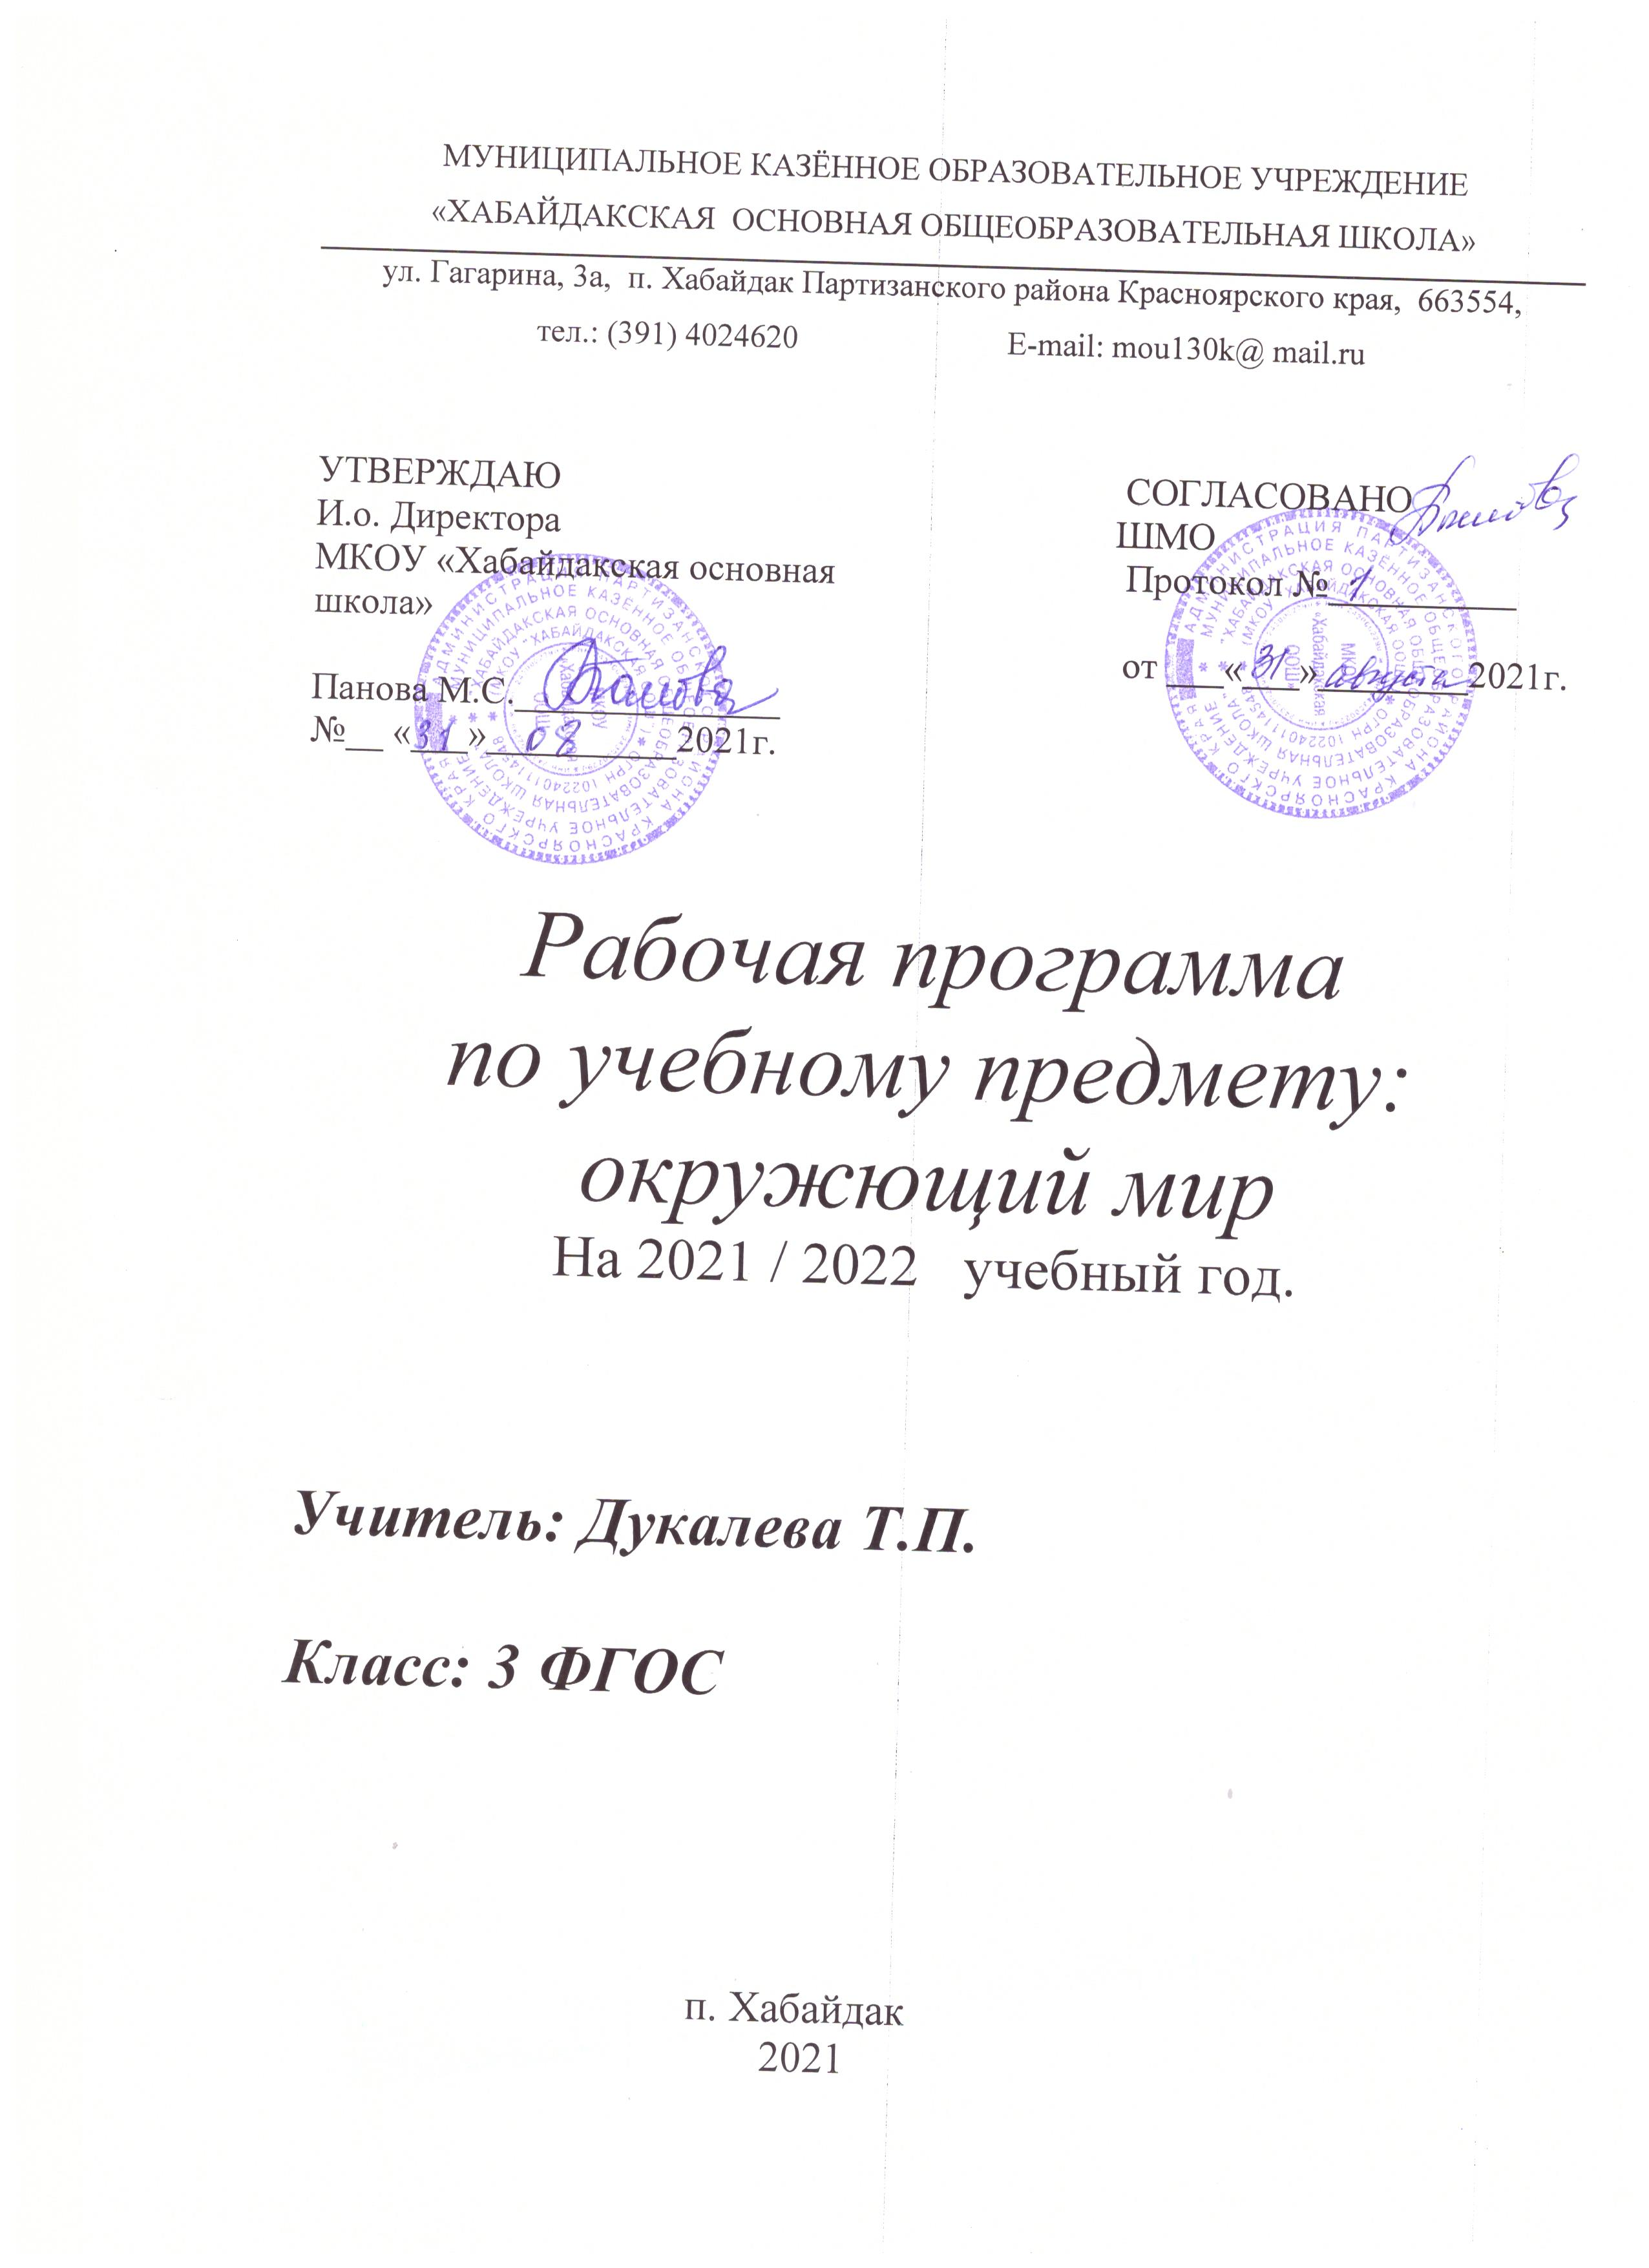 МУНИЦИПАЛЬНОЕ КАЗЁННОЕ ОБРАЗОВАТЕЛЬНОЕ УЧРЕЖДЕНИЕ
«ХАБАЙДАКСКАЯ ОСНОВНАЯ ОБЩЕОБРАЗОВАТЕЛЬНАЯ ШКОЛА»
ул. Гагарина, 3а, п. Хабайдак Партизанского района Красноярского края, 663554,
тел.: (391) 4024620 E-mail: mou130k@ mail.ru
УТВЕРЖДАЮ
И.о. Директора
МКОУ «Хабайдакская основная
школа»
Панова М.С. Панова
№__ «31» 08 2021г.
СОГЛАСОВАНО
ШМО
Протокол № 1
от ___«31» августа 2021г.
Рабочая программа
по учебному предмету:
окружющий мир
На 2021 / 2022 учебный год.
Учитель: Дукалева Т.П.
Класс: 3 ФГОС
п. Хабайдак
2021